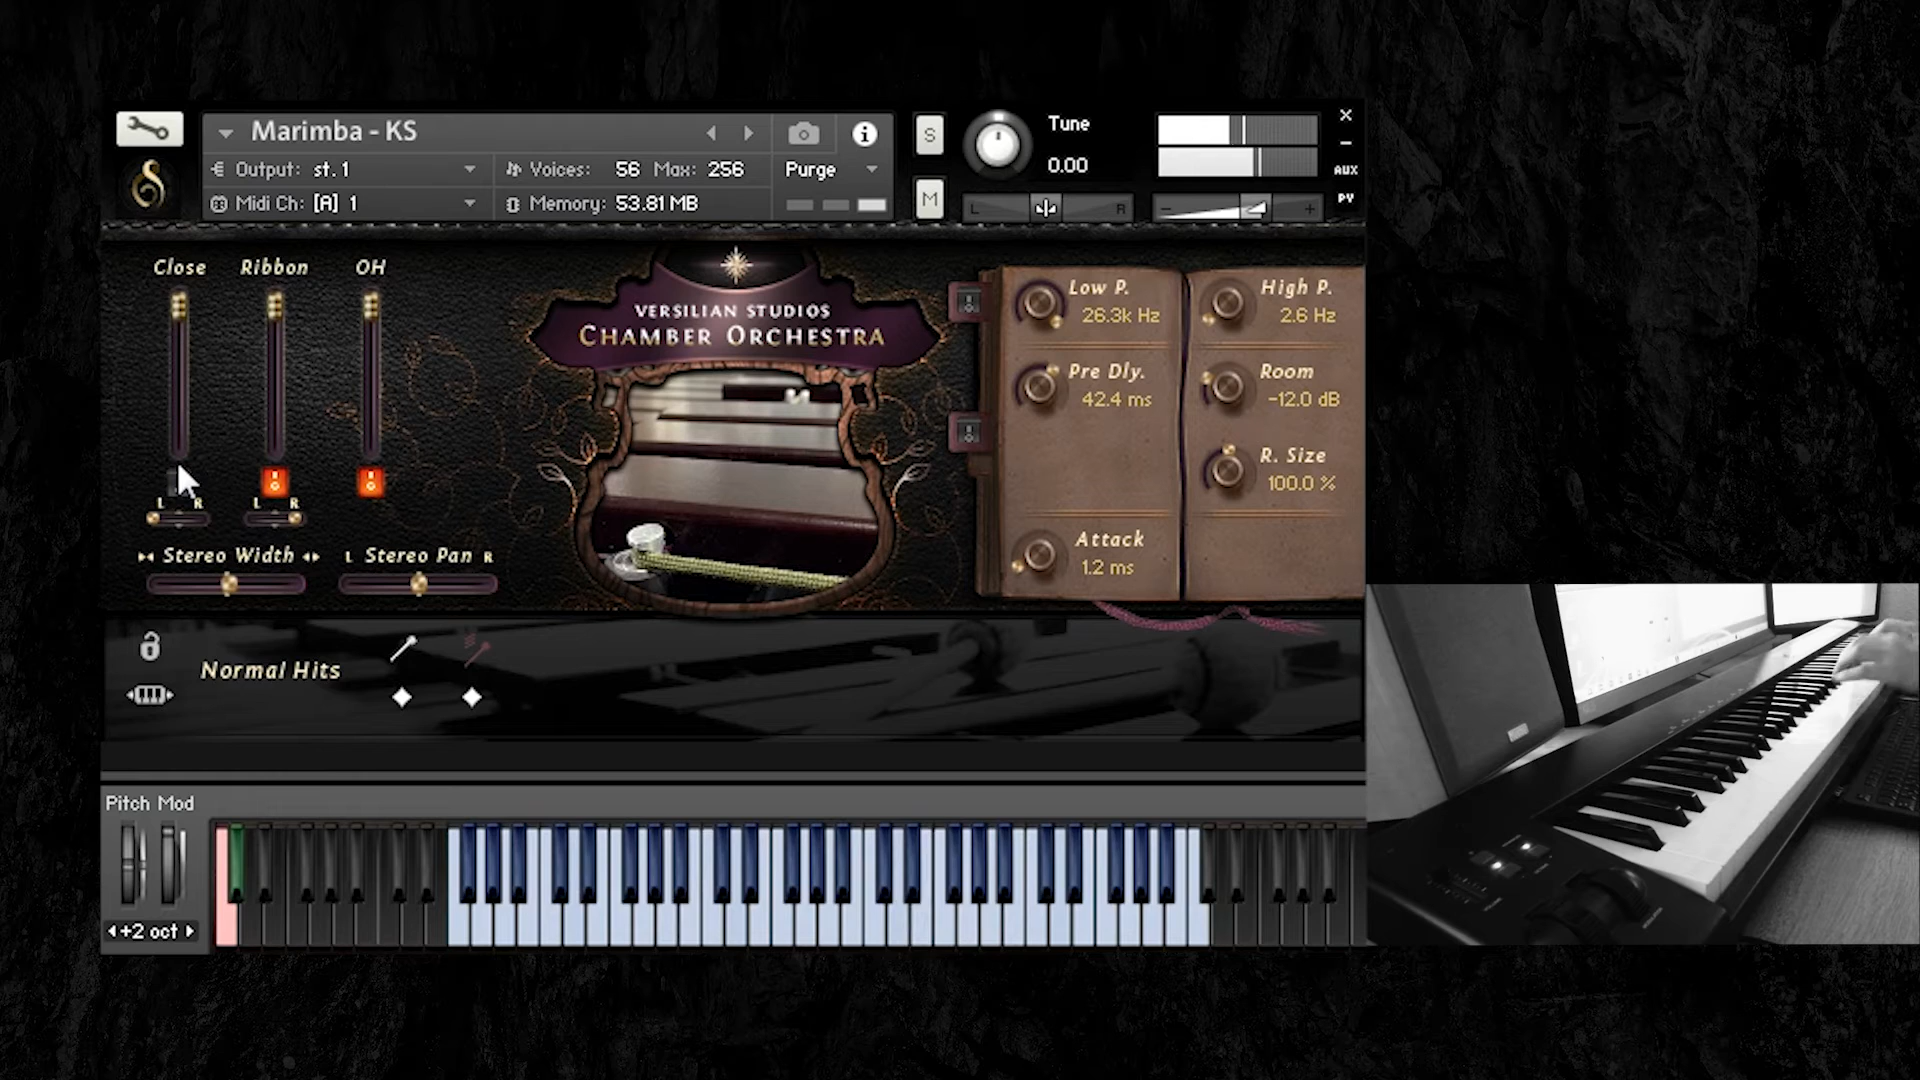 Marimba - KS
Output: st.1
Voices: 56 Max: 256
Purge
Midi Ch: [A] 1
Memory: 53.81 MB
S
M
Tune
0.00
L R
- +
×
-
AUX
PV
Close Ribbon OH
L R L R
Stereo Width
L Stereo Pan R
VERSILIAN STUDIOS
CHAMBER ORCHESTRA
Low P.
26.3k Hz
High P.
2.6 Hz
Pre Dly.
42.4 ms
Room
-12.0 dB
R. Size
100.0 %
Attack
1.2 ms
Normal Hits
Pitch Mod
+2 oct